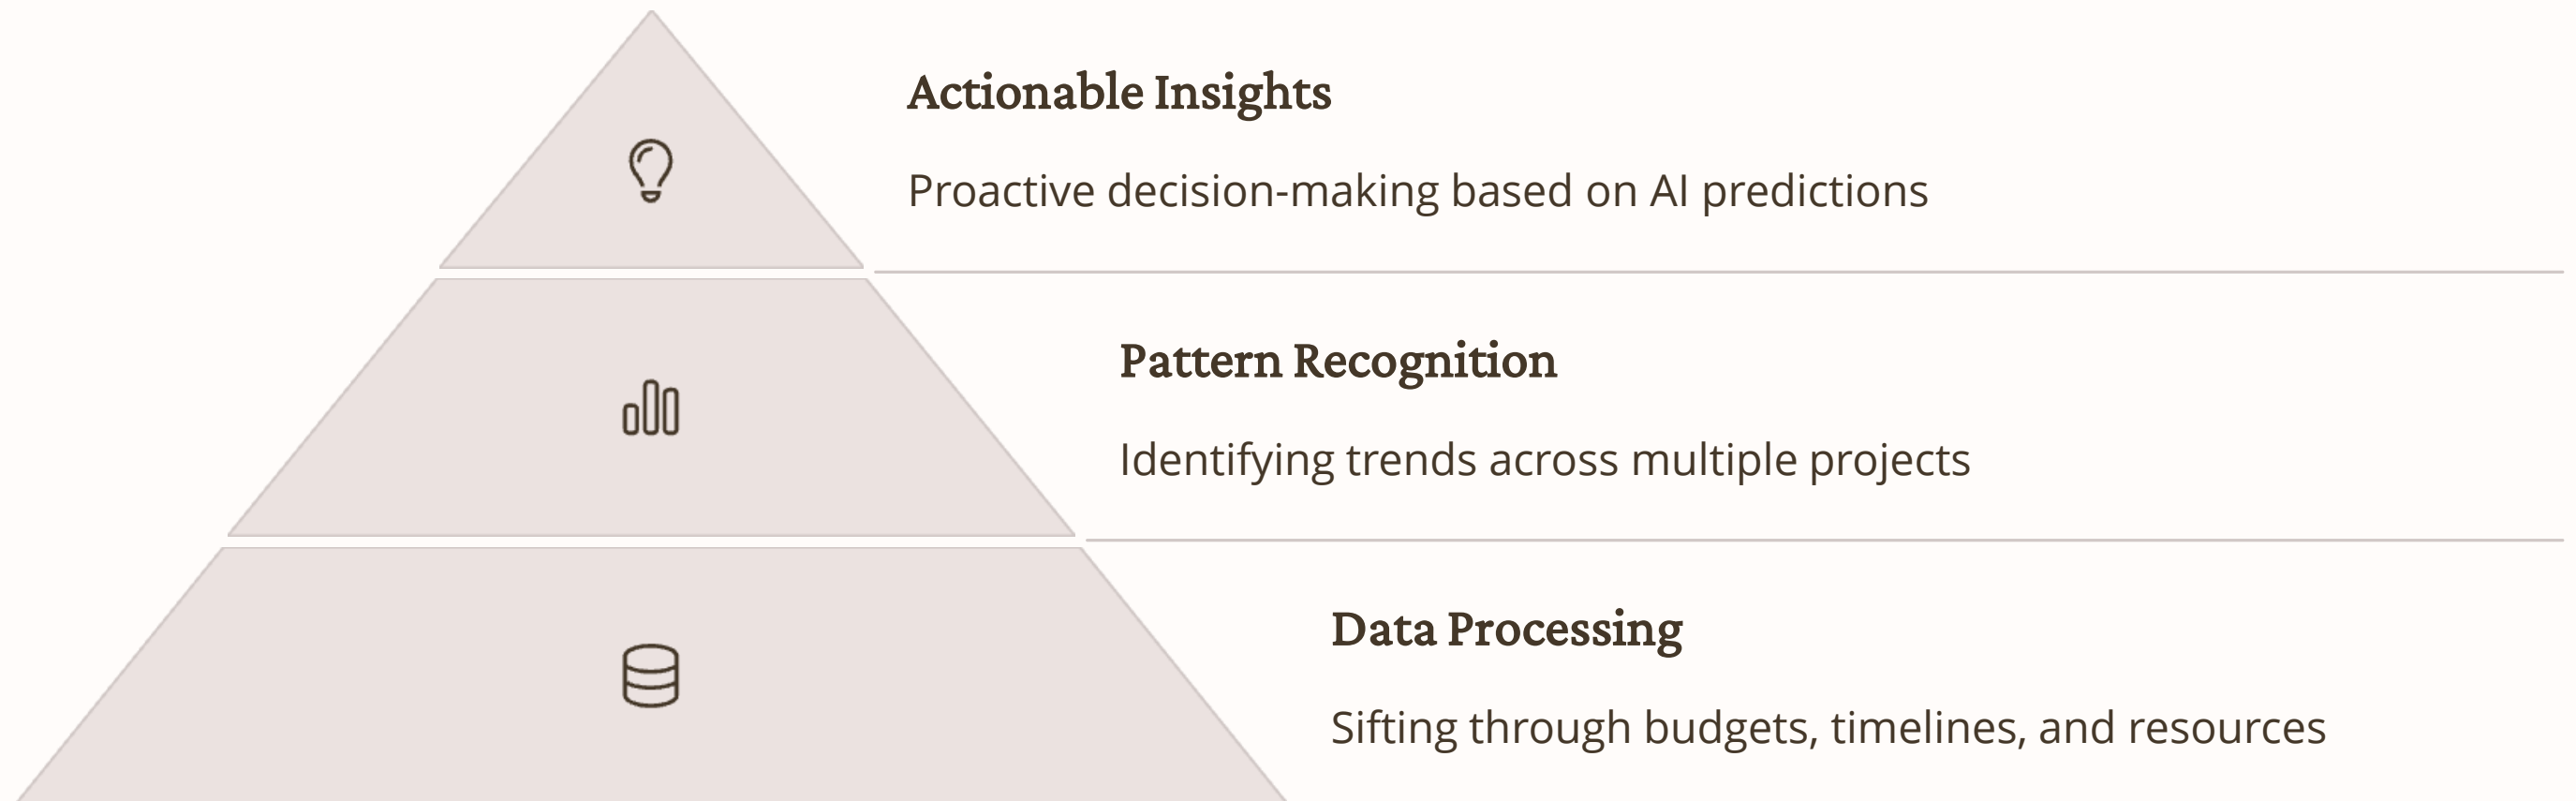 Actionable Insights
Proactive decision-making based on AI predictions
Pattern Recognition
Identifying trends across multiple projects
Data Processing
Sifting through budgets, timelines, and resources